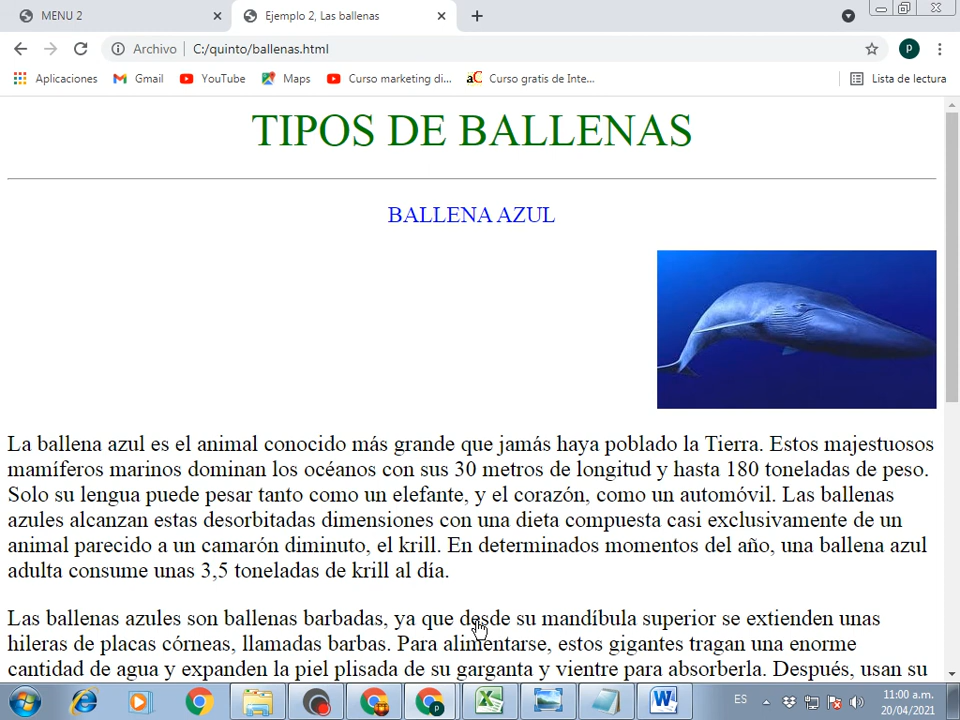 MENU 2
Ejemplo 2, Las ballenas
Archivo
C:/quinto/ballenas.html
P
Aplicaciones
Gmail
YouTube
Maps
Curso marketing di...
aC
Curso gratis de Inte...
Lista de lectura
TIPOS DE BALLENAS
BALLENA AZUL
La ballena azul es el animal conocido más grande que jamás haya poblado la Tierra. Estos majestuosos
mamíferos marinos dominan los océanos con sus 30 metros de longitud y hasta 180 toneladas de peso.
Solo su lengua puede pesar tanto como un elefante, y el corazón, como un automóvil. Las ballenas
azules alcanzan estas desorbitadas dimensiones con una dieta compuesta casi exclusivamente de un
animal parecido a un camarón diminuto, el krill. En determinados momentos del año, una ballena azul
adulta consume unas 3,5 toneladas de krill al día.
Las ballenas azules son ballenas barbadas, ya que desde su mandíbula superior se extienden unas
hileras de placas córneas, llamadas barbas. Para alimentarse, estos gigantes tragan una enorme
cantidad de agua y expanden la piel plisada de su garganta y vientre para absorberla. Después, usan su
ES
11:00 a.m.
20/04/2021